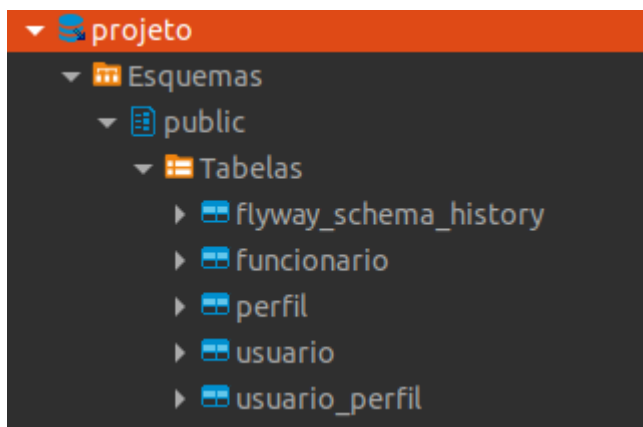 projeto
Esquemas
public
Tabelas
flyway_schema_history
funcionario
perfil
usuario
usuario_perfil